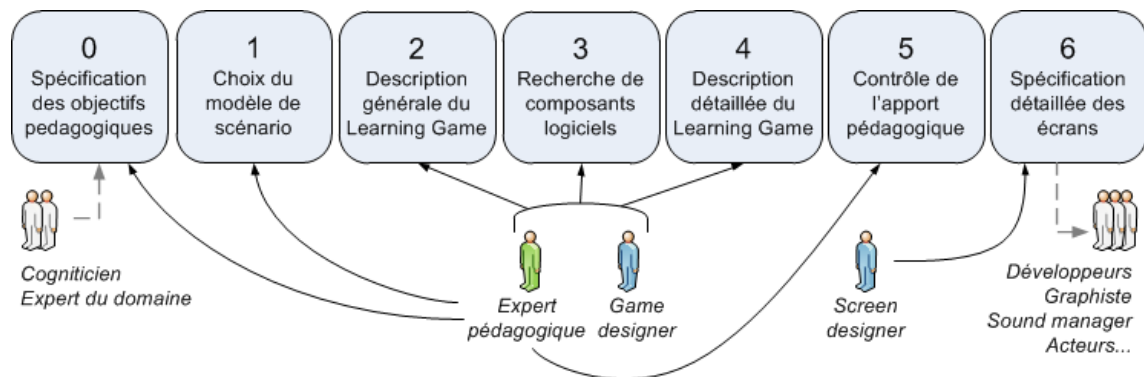 0
Spécification
des objectifs
pedagogiques
1
Choix du
modèle de
scénario
2
Description
générale du
Learning Game
3
Recherche de
composants
logiciels
4
Description
détaillée du
Learning Game
5
Contrôle de
l'apport
pédagogique
6
Spécification
détaillée des
écrans
Cogniticien
Expert du domaine
Expert
pédagogique
Game
designer
Screen
designer
Développeurs
Graphiste
Sound manager
Acteurs...